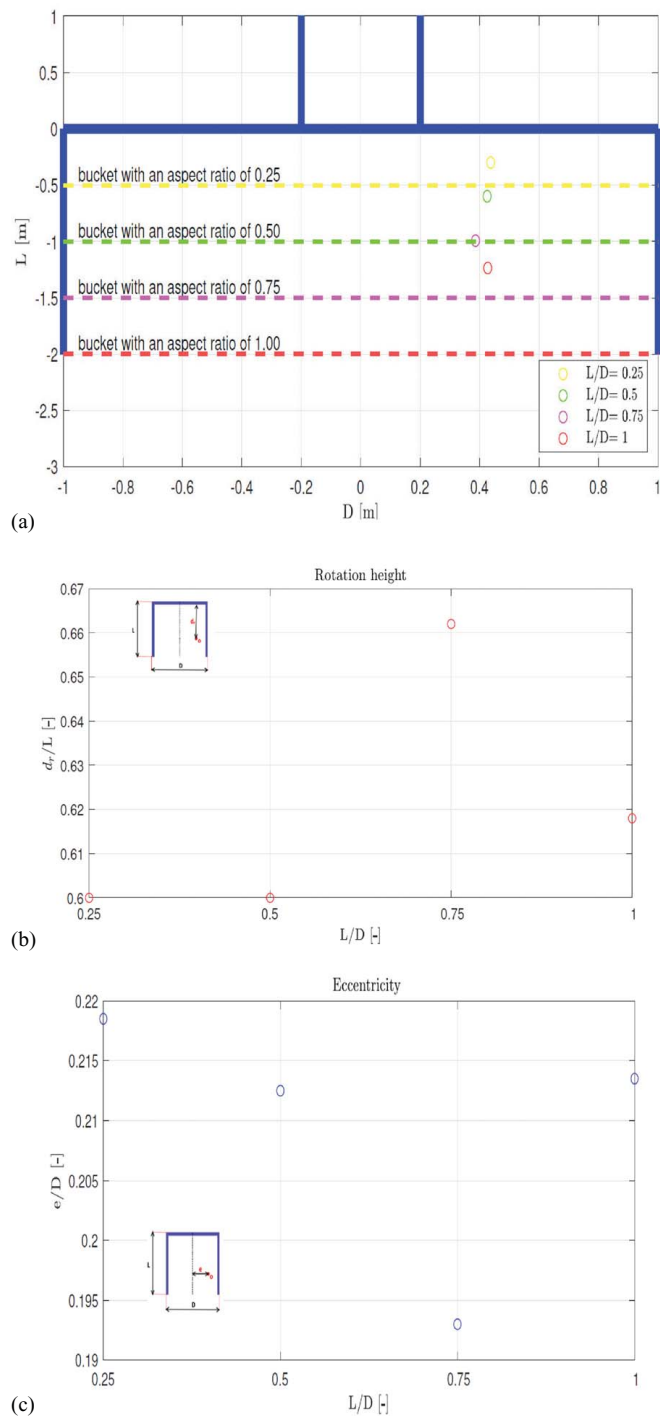 1
0.5
0
-0.5
-1
-1.5
-2
-2.5
-3
L [m]
bucket with an aspect ratio of 0.25
bucket with an aspect ratio of 0.50
bucket with an aspect ratio of 0.75
bucket with an aspect ratio of 1.00
L/D= 0.25
L/D= 0.5
L/D= 0.75
L/D= 1
-1 -0.8 -0.6 -0.4 -0.2 0 0.2 0.4 0.6 0.8 1
D [m]
(a)
Rotation height
0.67
0.66
0.65
0.64
0.63
0.62
0.61
0.6
d_r/L [-]
L
D
0.25 0.5 0.75 1
L/D [-]
(b)
Eccentricity
0.22
0.215
0.21
0.205
0.2
0.195
0.19
e/D [-]
L
e
D
0.25 0.5 0.75 1
L/D [-]
(c)